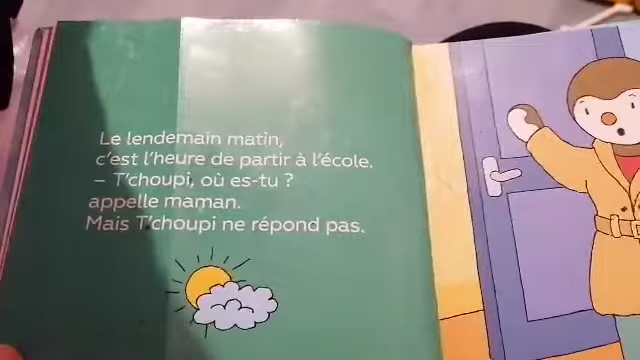 Le lendemain matin,
c'est l'heure de partir à l'école.
– T'choupi, où es-tu ?
appelle maman.
Mais T'choupi ne répond pas.